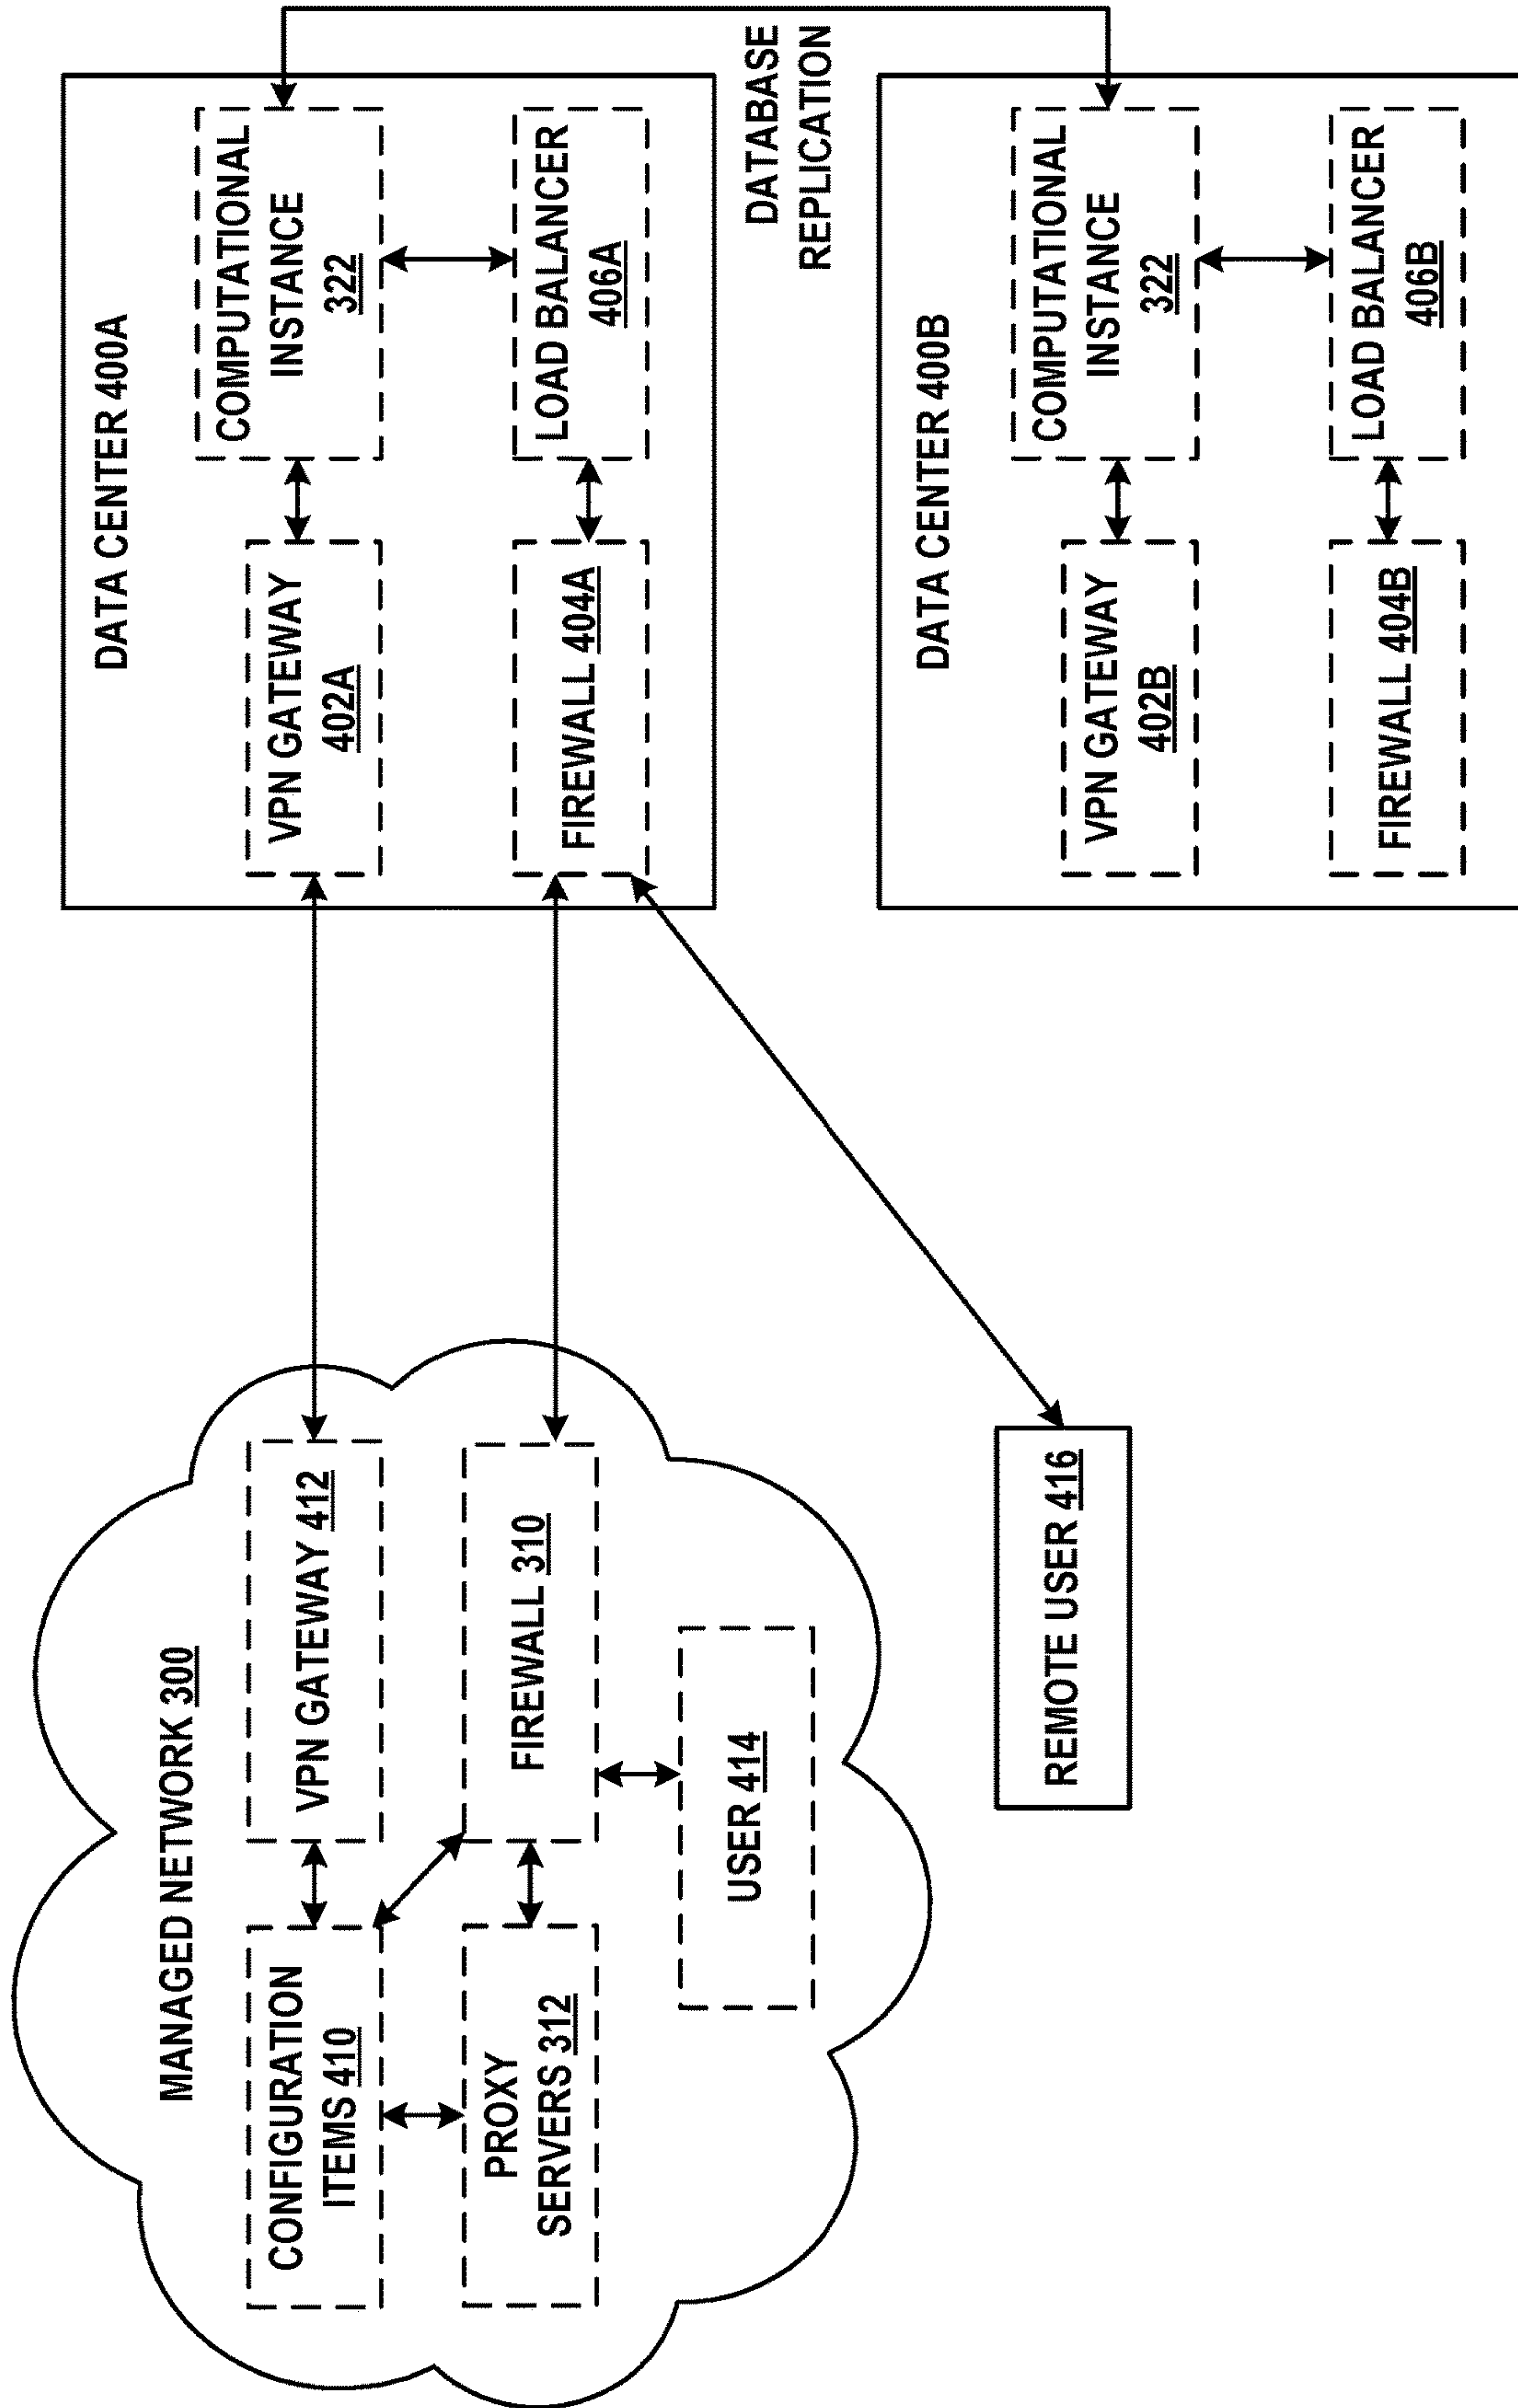 MANAGED NETWORK 300
CONFIGURATION
ITEMS 410
VPN GATEWAY 412
PROXY
SERVERS 312
FIREWALL 310
USER 414
REMOTE USER 416
DATA CENTER 400A
VPN GATEWAY
402A
COMPUTATIONAL
INSTANCE
322
FIREWALL 404A
LOAD BALANCER
406A
DATABASE
REPLICATION
DATA CENTER 400B
VPN GATEWAY
402B
COMPUTATIONAL
INSTANCE
322
FIREWALL 404B
LOAD BALANCER
406B